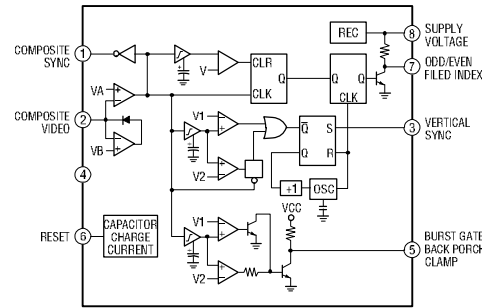 COMPOSITE
SYNC
1
VA
COMPOSITE
VIDEO
2
VB
4
RESET
6
CAPACITOR
CHARGE
CURRENT
V
CLR
Q
CLK
Q
Q
CLK
REC
8
SUPPLY
VOLTAGE
7
ODD/EVEN
FILED INDEX
V1
V2
Q
S
Q
R
3
VERTICAL
SYNC
+1
OSC
VCC
V1
V2
5
BURST GATE
BACK PORCH
CLAMP